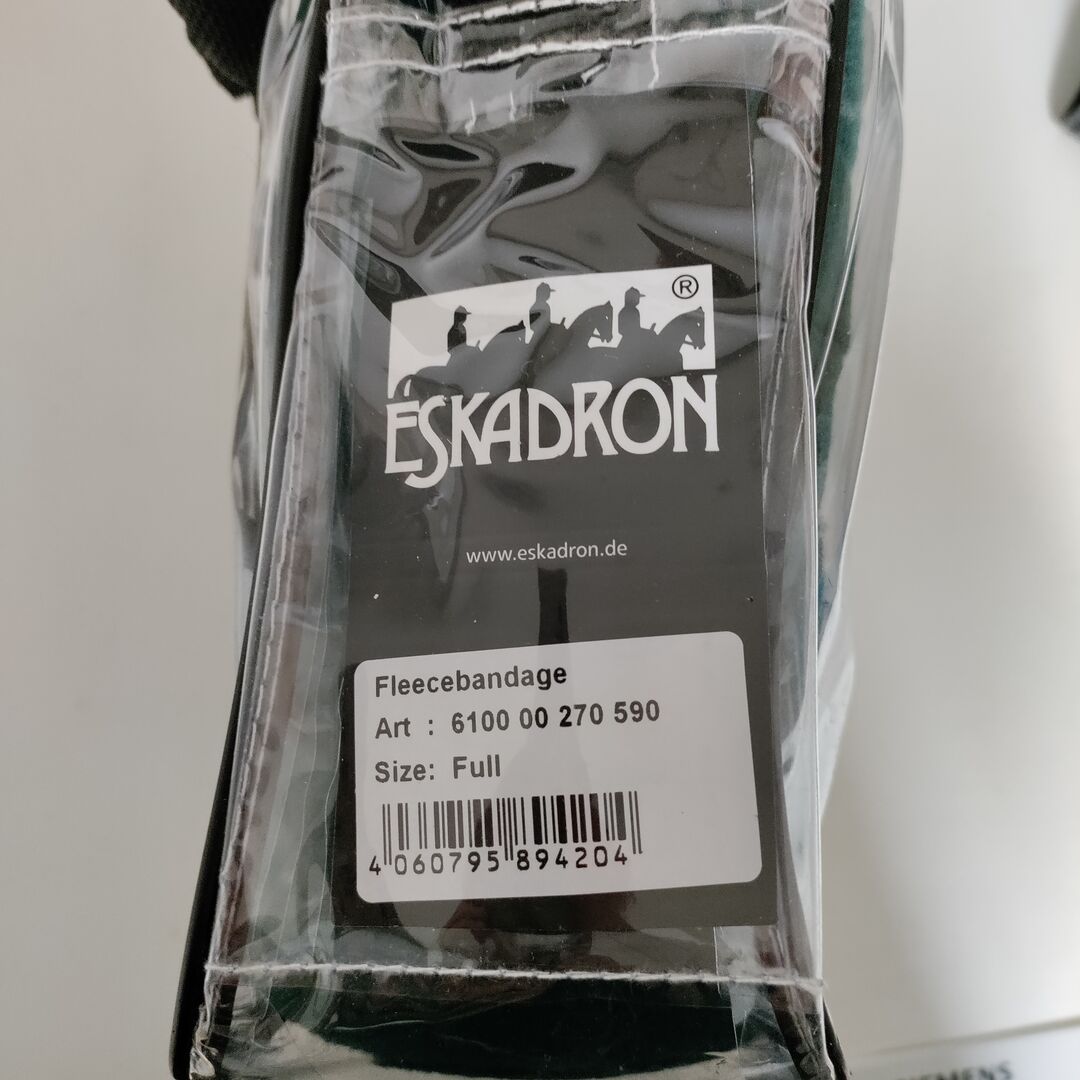 ®
ESKADRON
www.eskadron.de
Fleecebandage
Art : 6100 00 270 590
Size: Full
4 060795 894204